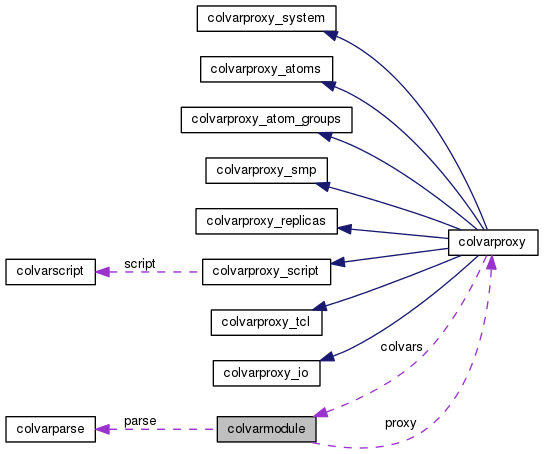 colvarproxy_system
colvarproxy_atoms
colvarproxy_atom_groups
colvarproxy_smp
colvarproxy_replicas
colvarproxy
colvarscript
script
colvarproxy_script
colvarproxy_tcl
colvars
colvarproxy_io
colvarparse
parse
colvarmodule
proxy